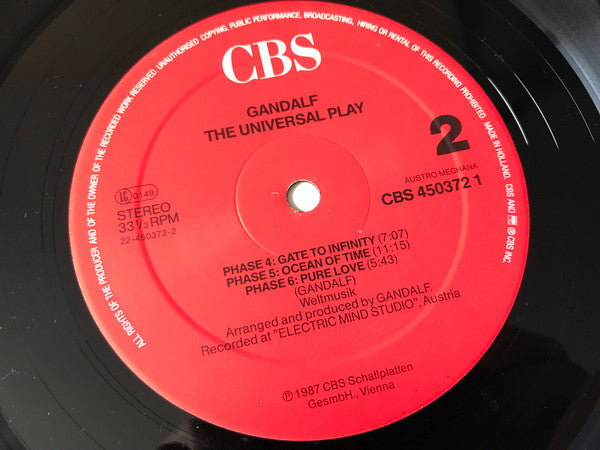 ALL RIGHTS OF THE PRODUCER AND OF THE OWNER OF THE RECORDED WORK RESERVED. UNAUTHORISED COPYING, PUBLIC PERFORMANCE, BROADCASTING, HIRING OR RENTAL OF THIS RECORDING PROHIBITED. MADE IN HOLLAND. CBS AND ℗ CBS INC.
CBS
GANDALF
THE UNIVERSAL PLAY
2
LC 0149
STEREO
33 1/3 RPM
22-450372-2
AUSTRO MECHANA
CBS 450372 1
PHASE 4: GATE TO INFINITY (7:07)
PHASE 5: OCEAN OF TIME (11:15)
PHASE 6: PURE LOVE (5:43)
(GANDALF)
Weltmusik
Arranged and produced by GANDALF.
Recorded at "ELECTRIC MIND STUDIO", Austria
℗ 1987 CBS Schallplatten
GesmbH., Vienna